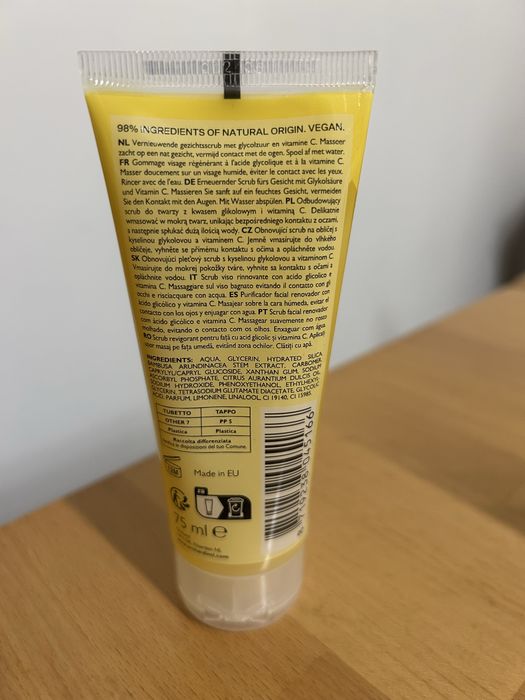 98% INGREDIENTS OF NATURAL ORIGIN. VEGAN.
NL Vernieuwende gezichtsscrub met glycolzuur en vitamine C. Masseer
zacht op een nat gezicht, vermijd contact met de ogen. Spoel af met water.
FR Gommage visage régénérant à l'acide glycolique et à la vitamine C.
Masser doucement sur un visage humide, éviter le contact avec les yeux.
Rincer avec de l'eau. DE Erneuernder Scrub fürs Gesicht mit Glykolsäure
und Vitamin C. Massieren Sie sanft auf ein feuchtes Gesicht, vermeiden
Sie den Kontakt mit den Augen. Mit Wasser abspülen. PL Odbudowujący
scrub do twarzy z kwasem glikolowym i witaminą C. Delikatnie
wmasować w mokrą twarz, unikając bezpośredniego kontaktu z oczami,
a następnie spłukać dużą ilością wody. CZ Obnovující scrub na obličej s
kyselinou glykolovou a vitaminem C. Jemně vmasírujte do vlhkého
obličeje, vyhněte se přímému kontaktu s očima a opláchněte vodou.
SK Obnovujúci pleťový scrub s kyselinou glykolovou a vitamínom C.
Vmasírujte do mokrej pokožky tváre, vyhnite sa kontaktu s očami a
opláchnite vodou. IT Scrub viso rinnovante con acido glicolico e
vitamina C. Massaggiare sul viso bagnato evitando il contatto con gli
occhi e risciacquare con acqua. ES Purificador facial renovador con
ácido glicólico y vitamina C. Masajear sobre la cara húmeda, evitar el
contacto con los ojos y enjuagar con agua. PT Scrub facial renovador
com ácido glicólico e vitamina C. Massagear suavemente no rosto
molhado, evitando o contacto com os olhos. Enxaguar com água.
RO Scrub revigorant pentru față cu acid glicolic și vitamina C. Aplicați
ușor masaj pe fața umedă, evitând zona ochilor. Clătiți cu apă.
INGREDIENTS: AQUA, GLYCERIN, HYDRATED SILICA,
BAMBUSA ARUNDINACEA STEM EXTRACT, CARBOMER,
CAPRYLYL/CAPRYL GLUCOSIDE, XANTHAN GUM, SODIUM
ASCORBYL PHOSPHATE, CITRUS AURANTIUM DULCIS OIL,
SODIUM HYDROXIDE, PHENOXYETHANOL, ETHYLHEXYL-
GLYCERIN, TETRASODIUM GLUTAMATE DIACETATE, GLYCOLIC
ACID, PARFUM, LIMONENE, LINALOOL, CI 19140, CI 15985.
TUBETTO TAPPO
OTHER 7 PP 5
Plastica Plastica
Raccolta differenziata
Verifica le disposizioni del tuo Comune.
12M
Made in EU
FR
75 ml e